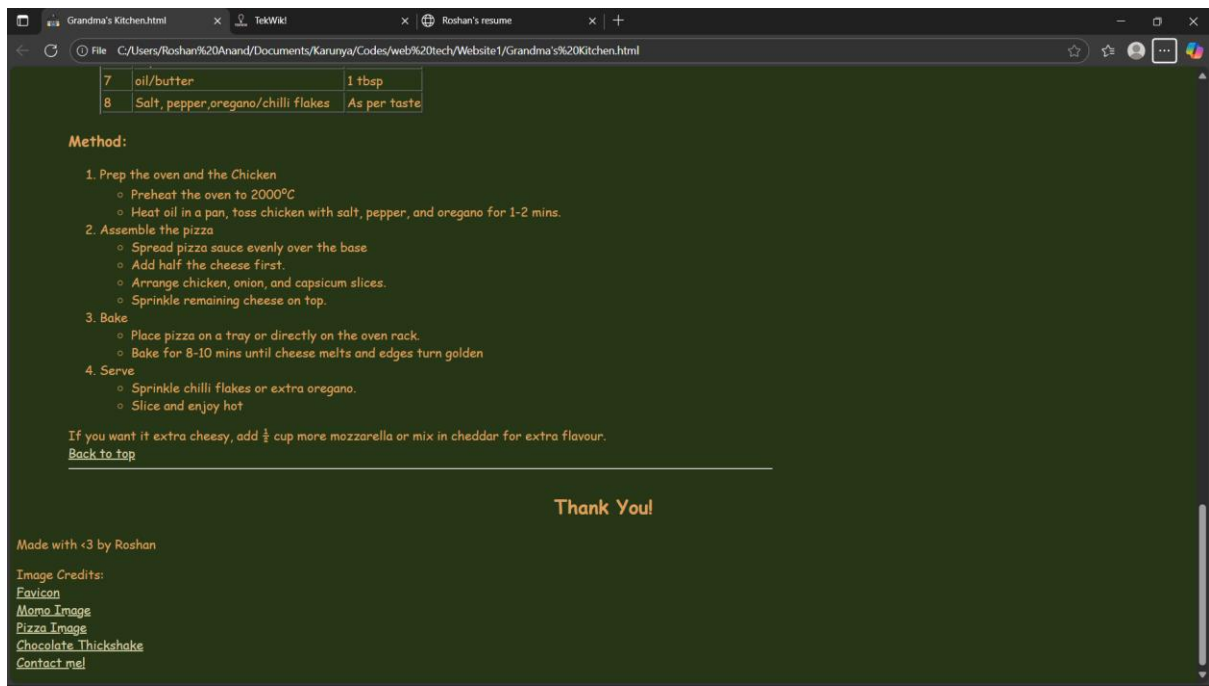 Grandma's Kitchen.html TekWiki! Roshan's resume
File C:/Users/Roshan%20Anand/Documents/Karunya/Codes/web%20tech/Website1/Grandma's%20Kitchen.html
7 oil/butter 1 tbsp
8 Salt, pepper,oregano/chilli flakes As per taste
Method:
1. Prep the oven and the Chicken
Preheat the oven to 2000⁰C
Heat oil in a pan, toss chicken with salt, pepper, and oregano for 1-2 mins.
2. Assemble the pizza
Spread pizza sauce evenly over the base
Add half the cheese first.
Arrange chicken, onion, and capsicum slices.
Sprinkle remaining cheese on top.
3. Bake
Place pizza on a tray or directly on the oven rack.
Bake for 8-10 mins until cheese melts and edges turn golden
4. Serve
Sprinkle chilli flakes or extra oregano.
Slice and enjoy hot
If you want it extra cheesy, add ½ cup more mozzarella or mix in cheddar for extra flavour.
Back to top
Thank You!
Made with <3 by Roshan
Image Credits:
Favicon
Momo Image
Pizza Image
Chocolate Thickshake
Contact me!